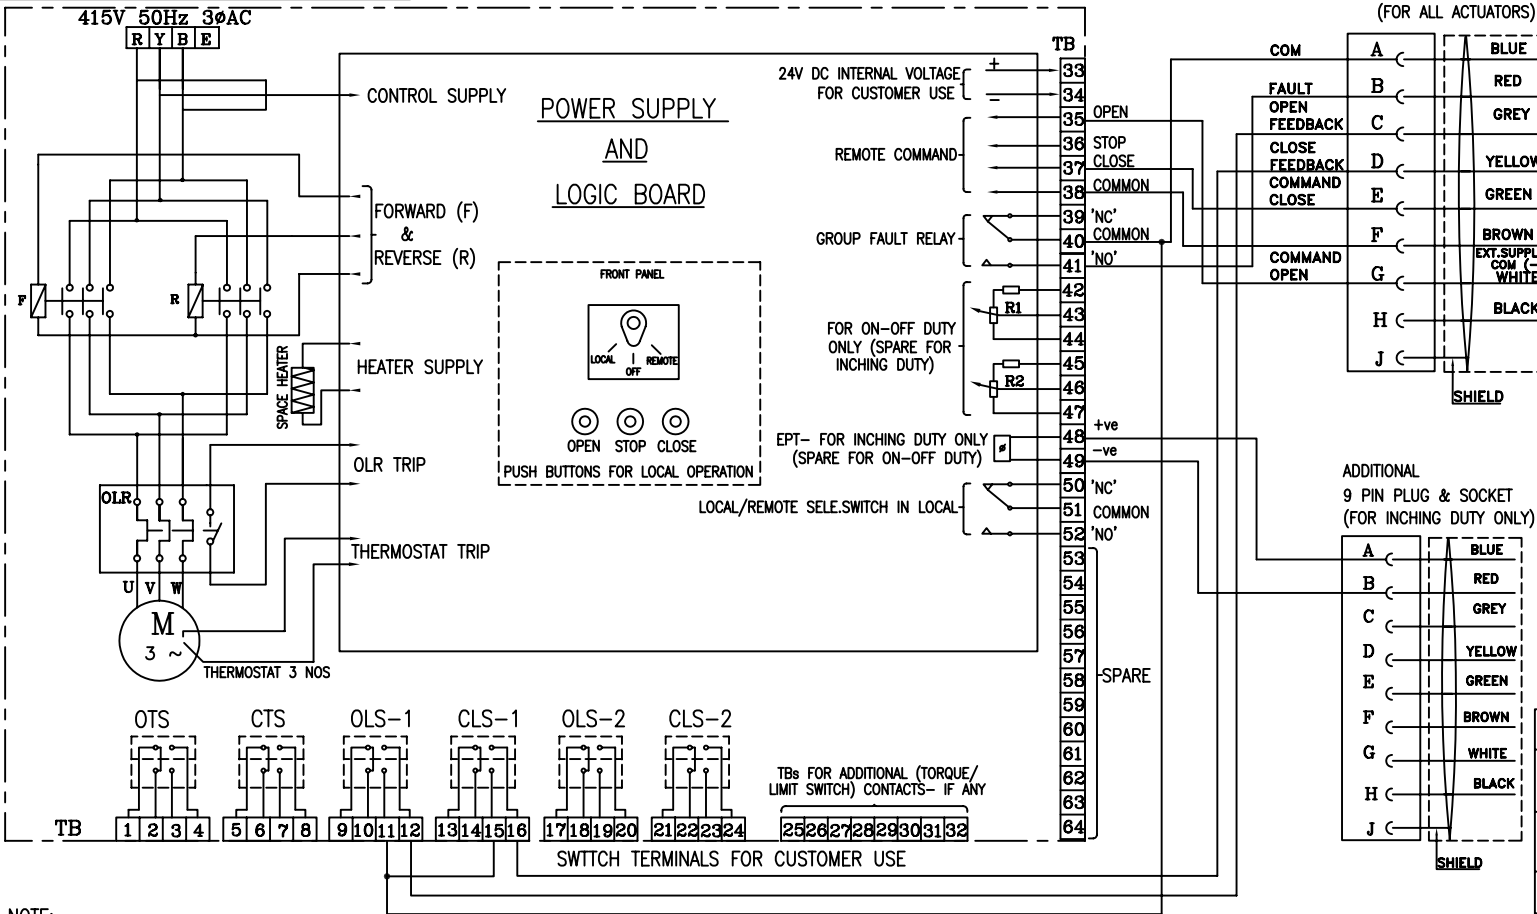 415V 50Hz 3øAC
R Y B E
CONTROL SUPPLY
POWER SUPPLY
AND
LOGIC BOARD
FORWARD (F)
&
REVERSE (R)
F
R
SPACE HEATER
HEATER SUPPLY
FRONT PANEL
LOCAL
OFF
REMOTE
OPEN STOP CLOSE
PUSH BUTTONS FOR LOCAL OPERATION
OLR TRIP
OLR
THERMOSTAT TRIP
U V W
M
3 ~
THERMOSTAT 3 NOS
24V DC INTERNAL VOLTAGE
FOR CUSTOMER USE
+
−
REMOTE COMMAND
GROUP FAULT RELAY
FOR ON-OFF DUTY
ONLY (SPARE FOR
INCHING DUTY)
R1
R2
EPT- FOR INCHING DUTY ONLY
(SPARE FOR ON-OFF DUTY)
ø
LOCAL/REMOTE SELE.SWITCH IN LOCAL
TB
33
34
35 OPEN
36 STOP
37 CLOSE
38 COMMON
39 'NC'
40 COMMON
41 'NO'
42
43
44
45
46
47
48 +ve
49 -ve
50 'NC'
51 COMMON
52 'NO'
53
54
55
56
57
58
59
60
61
62
63
64
SPARE
OTS CTS OLS-1 CLS-1 OLS-2 CLS-2
TBs FOR ADDITIONAL (TORQUE/
LIMIT SWITCH) CONTACTS- IF ANY
TB 1 2 3 4 5 6 7 8 9 10 11 12 13 14 15 16 17 18 19 20 21 22 23 24 25 26 27 28 29 30 31 32
SWTTCH TERMINALS FOR CUSTOMER USE
NOTE:
(FOR ALL ACTUATORS)
COM A BLUE
FAULT B RED
OPEN
FEEDBACK C GREY
CLOSE
FEEDBACK D YELLOW
COMMAND
CLOSE E GREEN
F BROWN
EXT.SUPPL
COM (-
COMMAND
OPEN G WHITE
H BLACK
J
SHIELD
ADDITIONAL
9 PIN PLUG & SOCKET
(FOR INCHING DUTY ONLY)
A BLUE
B RED
C GREY
D YELLOW
E GREEN
F BROWN
G WHITE
H BLACK
J
SHIELD